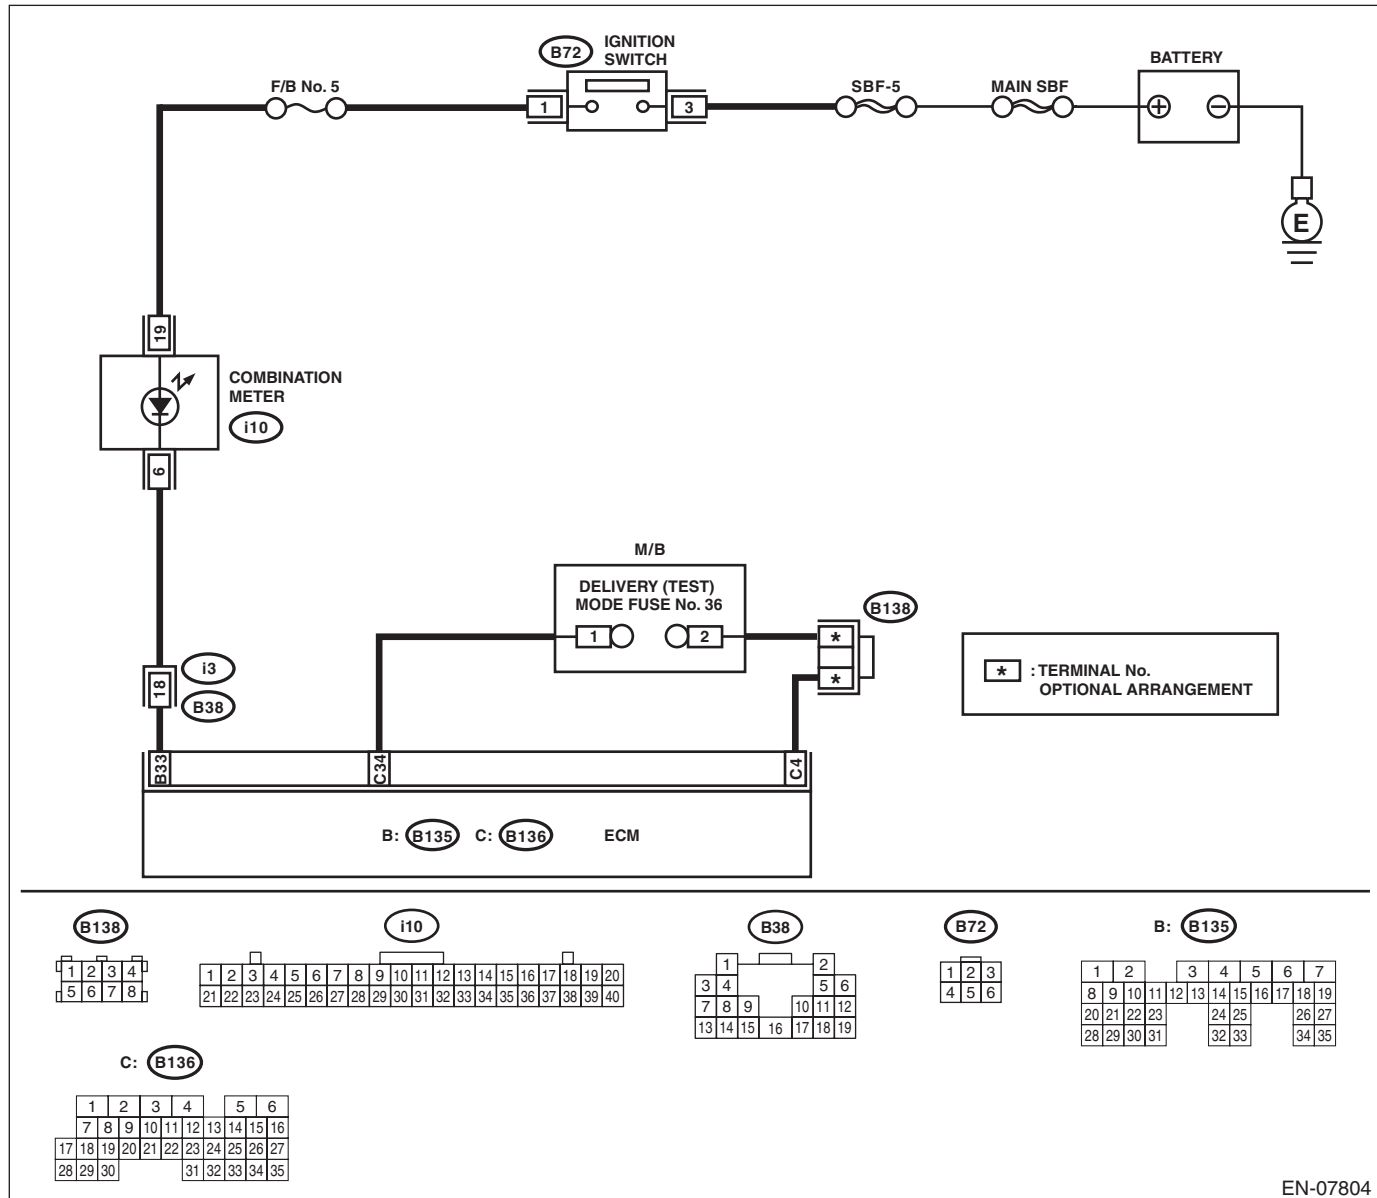 B72 IGNITION
SWITCH
BATTERY
F/B No. 5
SBF-5
MAIN SBF
1
3
+
−
E
19
COMBINATION
METER
i10
6
M/B
DELIVERY (TEST)
MODE FUSE No. 36
B138
1
2
*
*
* : TERMINAL No.
OPTIONAL ARRANGEMENT
i3
18
B38
B33
C34
C4
B: B135 C: B136 ECM
B138
1 2 3 4
5 6 7 8
i10
1 2 3 4 5 6 7 8 9 10 11 12 13 14 15 16 17 18 19 20
21 22 23 24 25 26 27 28 29 30 31 32 33 34 35 36 37 38 39 40
B38
1 2
3 4 5 6
7 8 9 10 11 12
13 14 15 16 17 18 19
B72
1 2 3
4 5 6
B: B135
1 2 3 4 5 6 7
8 9 10 11 12 13 14 15 16 17 18 19
20 21 22 23 24 25 26 27
28 29 30 31 32 33 34 35
C: B136
1 2 3 4 5 6
7 8 9 10 11 12 13 14 15 16
17 18 19 20 21 22 23 24 25 26 27
28 29 30 31 32 33 34 35
EN-07804